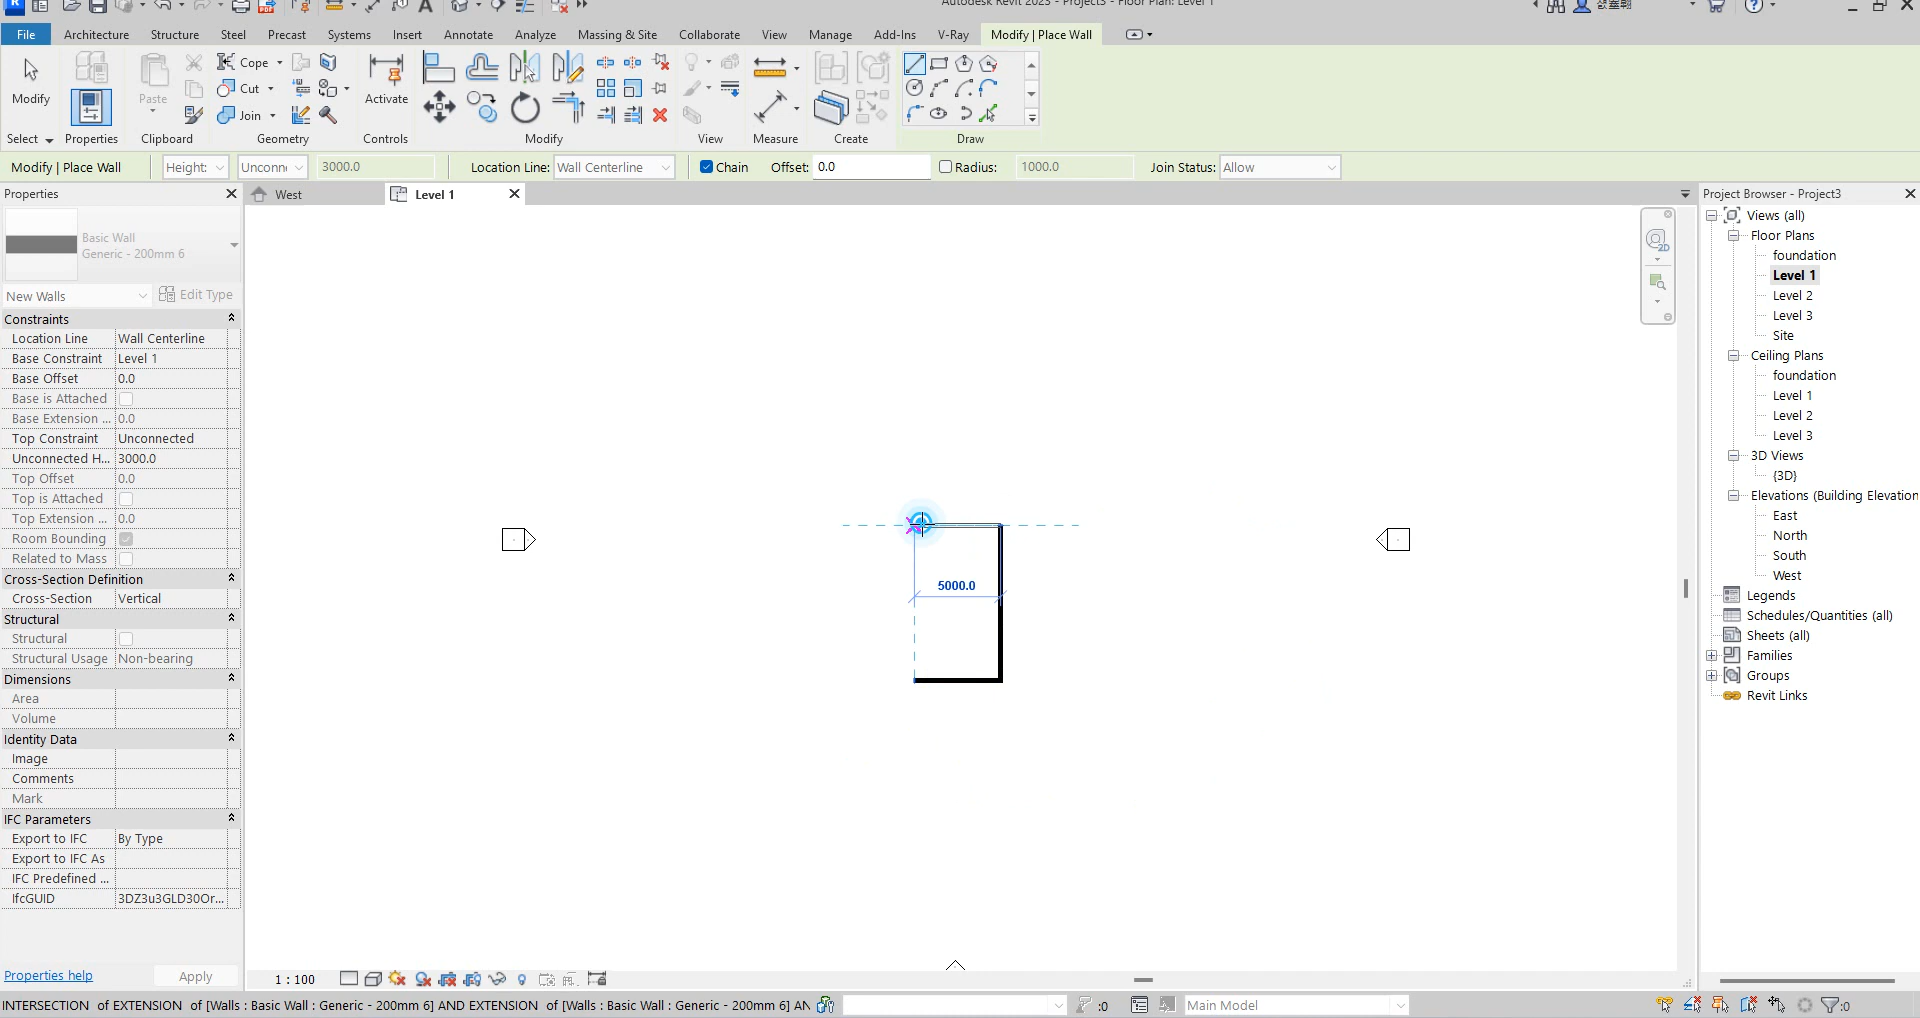 Autodesk Revit 2023 - Project3 - Floor Plan: Level 1
File Architecture Structure Steel Precast Systems Insert Annotate Analyze Massing & Site Collaborate View Manage Add-Ins V-Ray Modify | Place Wall
Modify
Paste
Cope
Cut
Join
Activate
Select Properties Clipboard Geometry Controls Modify View Measure Create Draw
Modify | Place Wall Height: Unconn 3000.0 Location Line: Wall Centerline Chain Offset: 0.0 Radius: 1000.0 Join Status: Allow
Properties
West
Level 1
Basic Wall
Generic - 200mm 6
New Walls Edit Type
Constraints
Location Line Wall Centerline
Base Constraint Level 1
Base Offset 0.0
Base is Attached
Base Extension ... 0.0
Top Constraint Unconnected
Unconnected H... 3000.0
Top Offset 0.0
Top is Attached
Top Extension ... 0.0
Room Bounding
Related to Mass
Cross-Section Definition
Cross-Section Vertical
Structural
Structural
Structural Usage Non-bearing
Dimensions
Area
Volume
Identity Data
Image
Comments
Mark
IFC Parameters
Export to IFC By Type
Export to IFC As
IFC Predefined ...
IfcGUID 3DZ3u3GLD30Or...
Properties help Apply
2D
5000.0
Project Browser - Project3
Views (all)
Floor Plans
foundation
Level 1
Level 2
Level 3
Site
Ceiling Plans
foundation
Level 1
Level 2
Level 3
3D Views
{3D}
Elevations (Building Elevation
East
North
South
West
Legends
Schedules/Quantities (all)
Sheets (all)
Families
Groups
Revit Links
1 : 100
INTERSECTION of EXTENSION of [Walls : Basic Wall : Generic - 200mm 6] AND EXTENSION of [Walls : Basic Wall : Generic - 200mm 6] AN
:0
Main Model
:0